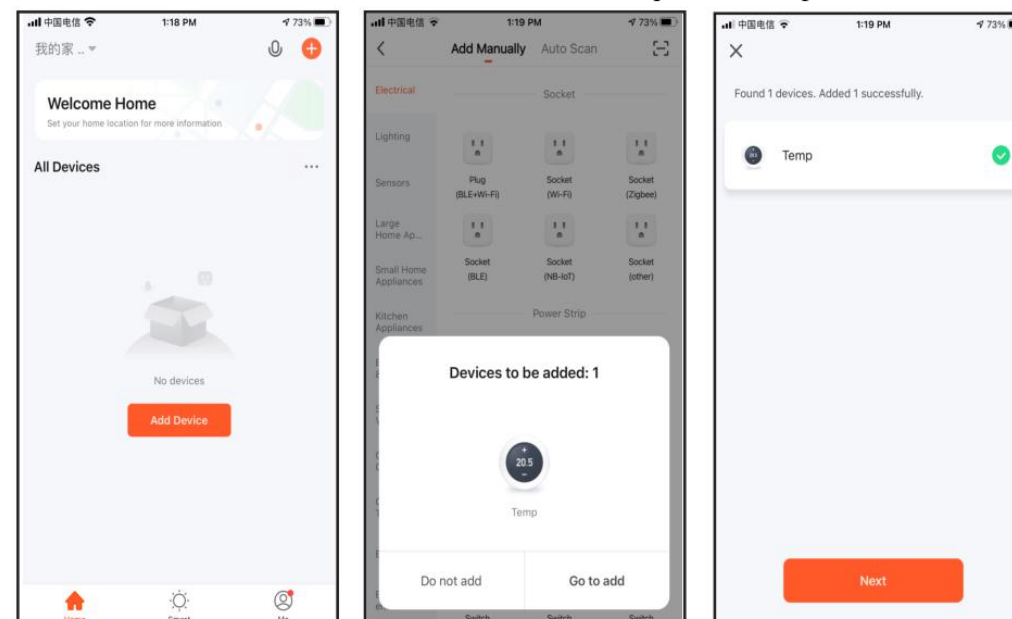 中国电信 1:18 PM 73%
我的家 ..
Welcome Home
Set your home location for more information
All Devices
...
No devices
Add Device
Home Smart Me
中国电信 1:19 PM 73%
Add Manually Auto Scan
Electrical
Socket
Lighting
Plug
(BLE+Wi-Fi)
Socket
(Wi-Fi)
Socket
(Zigbee)
Sensors
Large
Home Ap...
Socket
(BLE)
Socket
(NB-IoT)
Socket
(other)
Small Home
Appliances
Kitchen
Appliances
Power Strip
Devices to be added: 1
20.5
Temp
Do not add
Go to add
Switch Switch Switch
中国电信 1:19 PM 73%
Found 1 devices. Added 1 successfully.
Temp
Next